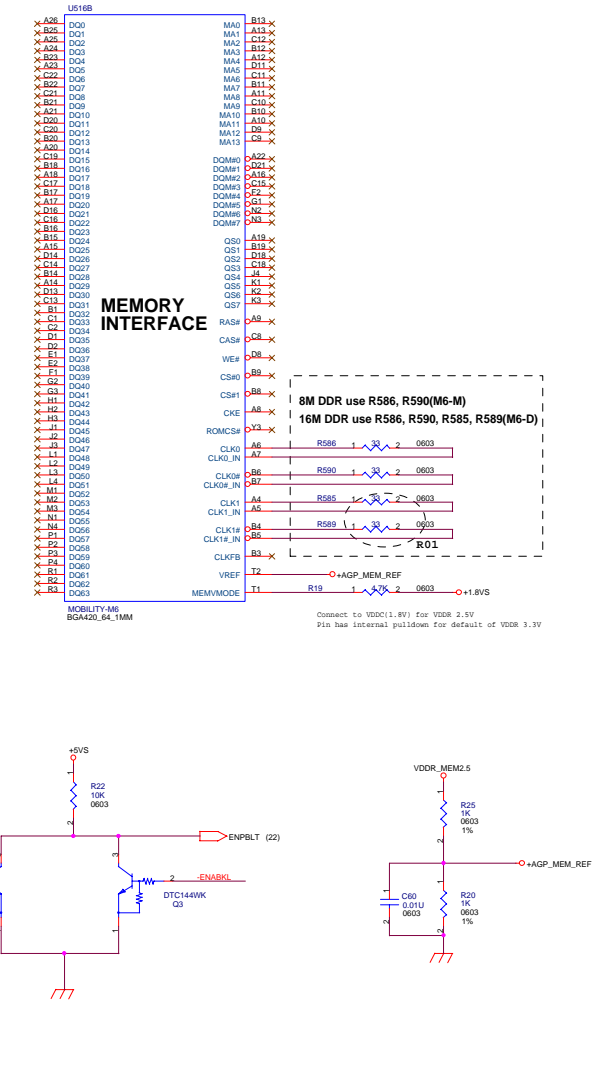 U516B
A26 DQ0 MA0 B13
B25 DQ1 MA1 A13
A25 DQ2 MA2 C12
A24 DQ3 MA3 B12
B23 DQ4 MA4 A12
A23 DQ5 MA5 D11
C22 DQ6 MA6 C11
B22 DQ7 MA7 B11
C21 DQ8 MA8 A11
B21 DQ9 MA9 C10
A21 DQ10 MA10 B10
D20 DQ11 MA11 A10
C20 DQ12 MA12 D9
B20 DQ13 MA13 C9
A20 DQ14
C19 DQ15 DQM#0 A22
B18 DQ16 DQM#1 D21
A18 DQ17 DQM#2 A16
C17 DQ18 DQM#3 C15
B17 DQ19 DQM#4 F2
A17 DQ20 DQM#5 G1
D16 DQ21 DQM#6 N2
C16 DQ22 DQM#7 N3
B16 DQ23
B15 DQ24 QS0 A19
A15 DQ25 QS1 B19
D14 DQ26 QS2 D18
C14 DQ27 QS3 C18
B14 DQ28 QS4 J4
A14 DQ29 QS5 K1
D13 DQ30 QS6 K2
C13 DQ31 QS7 K3
MEMORY
INTERFACE
B1 DQ32
C1 DQ33 RAS# A9
C2 DQ34
D1 DQ35 CAS# C8
D2 DQ36
E1 DQ37 WE# D8
E2 DQ38
F1 DQ39 CS#0 B9
G2 DQ40
G3 DQ41 CS#1 B8
H1 DQ42
H2 DQ43 CKE A8
H3 DQ44
J1 DQ45 ROMCS# Y3
J2 DQ46
J3 DQ47 CLK0 A6
L1 DQ48 CLK0_IN A7
L2 DQ49
L3 DQ50 CLK0# B6
L4 DQ51 CLK0#_IN B7
M1 DQ52
M2 DQ53 CLK1 A4
M3 DQ54 CLK1_IN A5
N1 DQ55
N4 DQ56 CLK1# B4
P1 DQ57 CLK1#_IN B5
P2 DQ58
P3 DQ59 CLKFB B3
P4 DQ60
R1 DQ61 VREF T2
R2 DQ62
R3 DQ63 MEMVMODE T1
MOBILITY-M6
BGA420_64_1MM
8M DDR use R586, R590(M6-M)
16M DDR use R586, R590, R585, R589(M6-D)
R586 1 33 2 0603
R590 1 33 2 0603
R585 1 33 2 0603
R589 1 33 2 0603
R01
+AGP_MEM_REF
R19 1 4.7K 2 0603
+1.8VS
Connect to VDDC(1.8V) for VDDR 2.5V
Pin has internal pulldown for default of VDDR 3.3V
+5VS
1
R22
10K
0603
2
ENPBLT (22)
3
3
2 -ENABKL
DTC144WK
Q3
1
1
VDDR_MEM2.5
1
R25
1K
0603
1%
2
+AGP_MEM_REF
1
C60
0.01U
0603
2
1
R20
1K
0603
1%
2